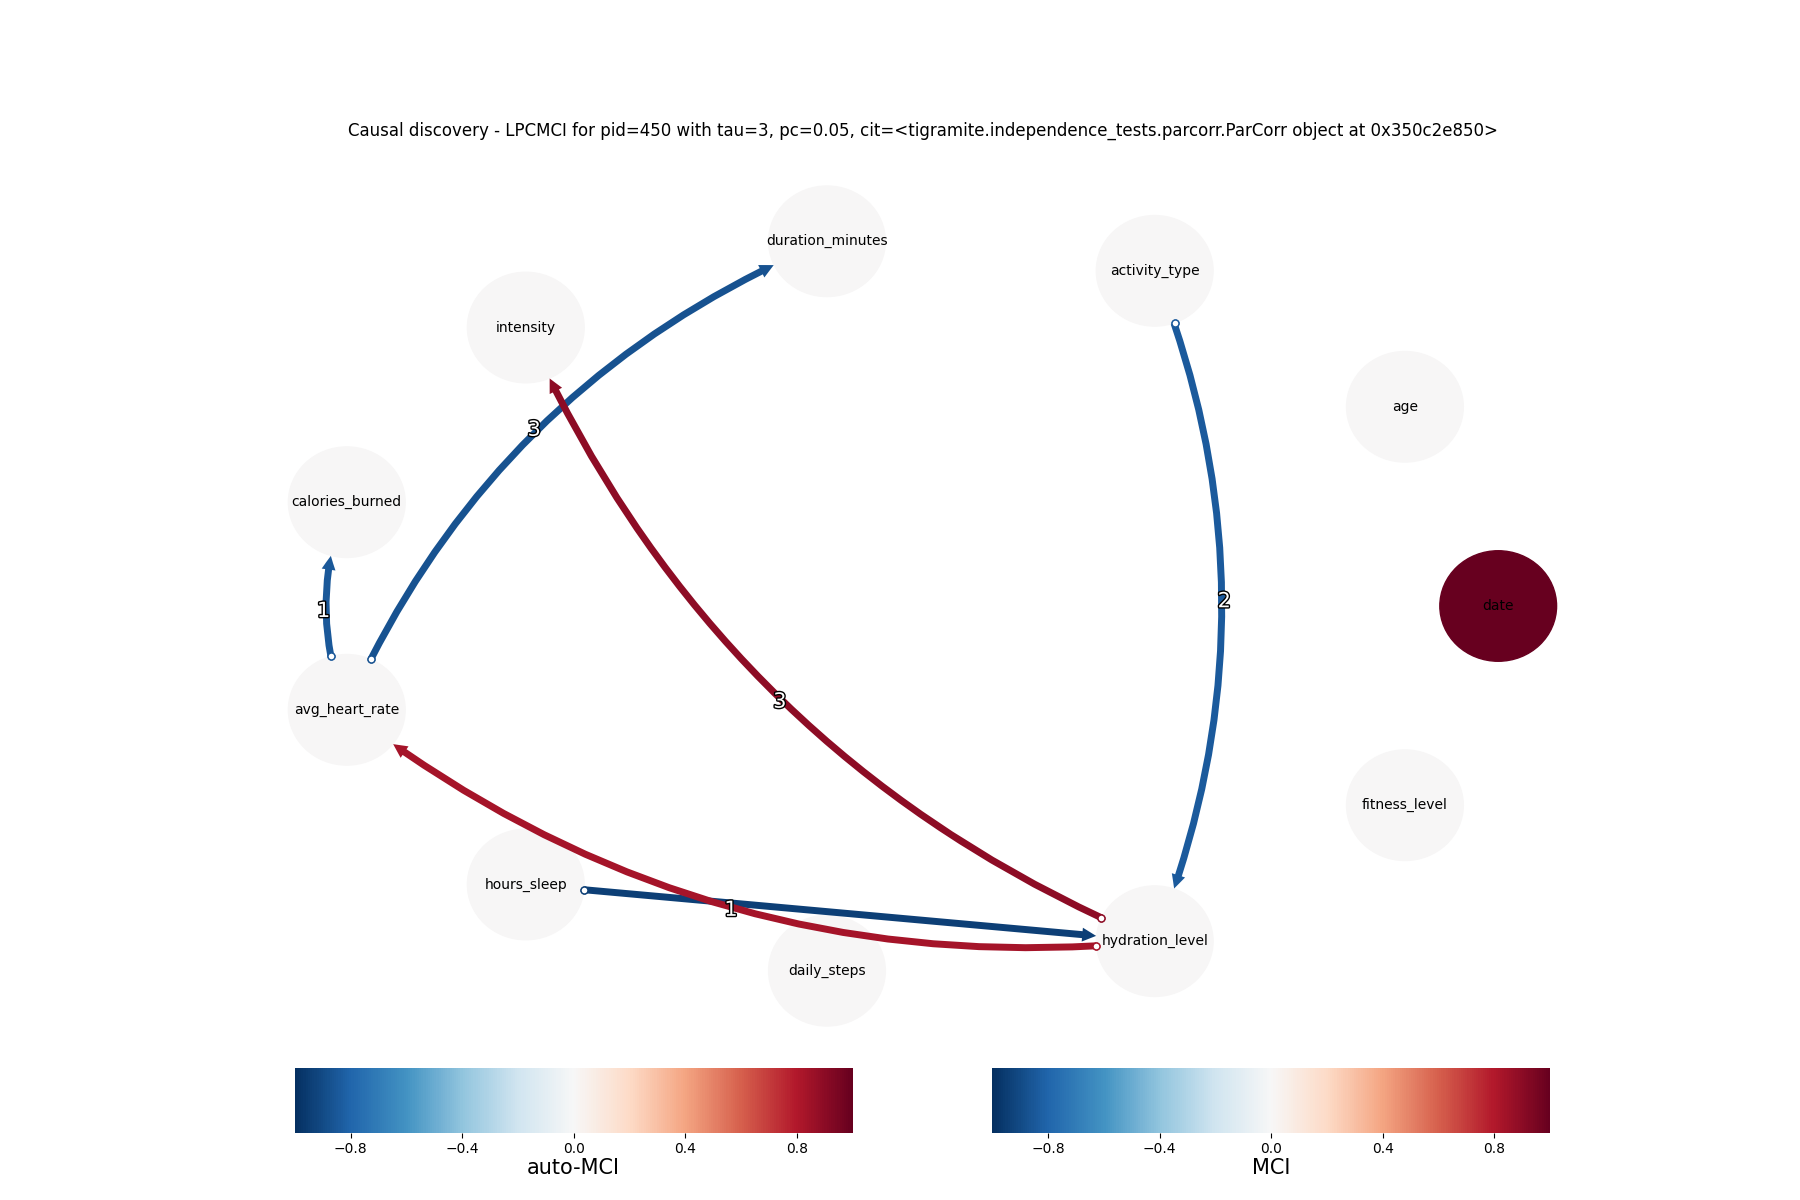 Causal discovery - LPCMCI for pid=450 with tau=3, pc=0.05, cit=<tigramite.independence_tests.parcorr.ParCorr object at 0x350c2e850>
duration_minutes
activity_type
intensity
age
3
calories_burned
2
date
1
3
avg_heart_rate
fitness_level
hours_sleep
1
hydration_level
daily_steps
−0.8 −0.4 0.0 0.4 0.8
auto-MCI
−0.8 −0.4 0.0 0.4 0.8
MCI